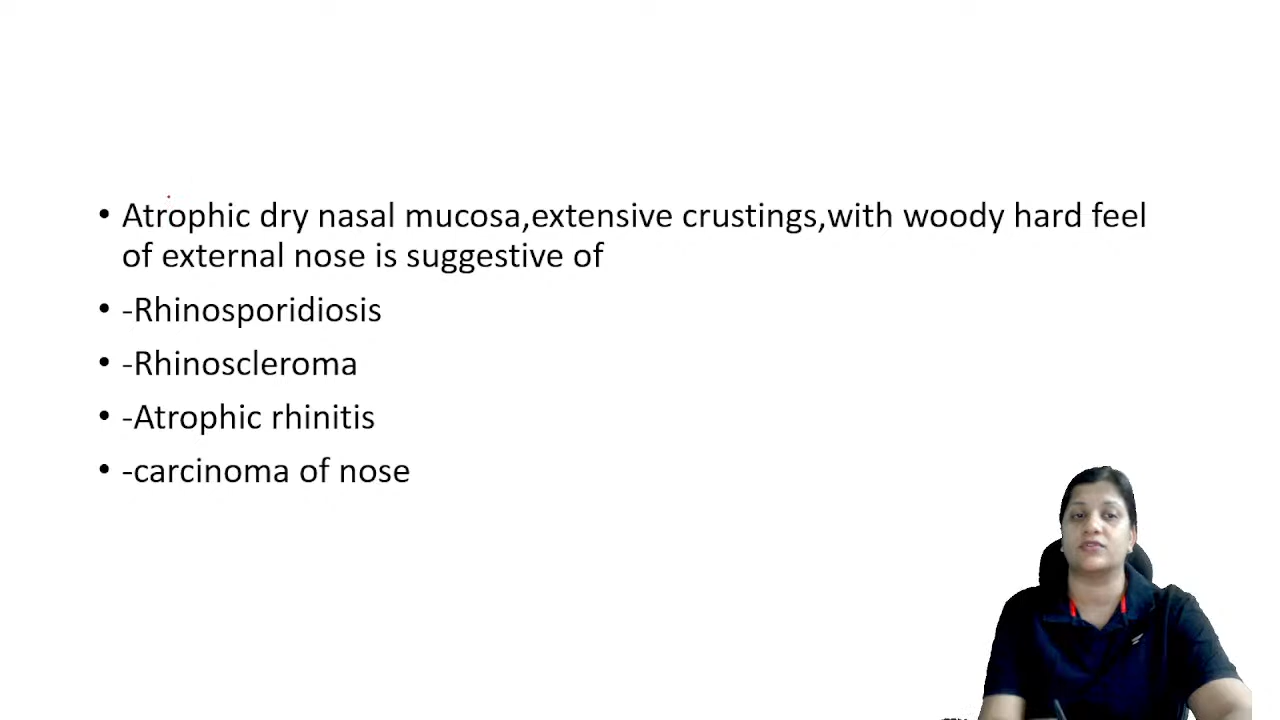 • Atrophic dry nasal mucosa,extensive crustings,with woody hard feel
of external nose is suggestive of
• -Rhinosporidiosis
• -Rhinoscleroma
• -Atrophic rhinitis
• -carcinoma of nose